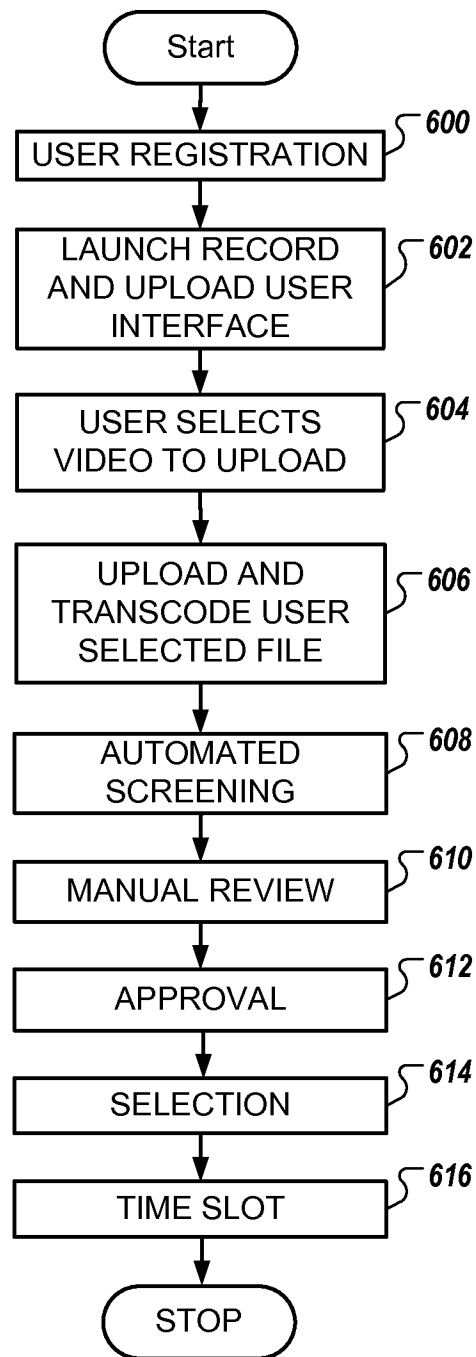 Start
600
USER REGISTRATION
602
LAUNCH RECORD
AND UPLOAD USER
INTERFACE
604
USER SELECTS
VIDEO TO UPLOAD
606
UPLOAD AND
TRANSCODE USER
SELECTED FILE
608
AUTOMATED
SCREENING
610
MANUAL REVIEW
612
APPROVAL
614
SELECTION
616
TIME SLOT
STOP